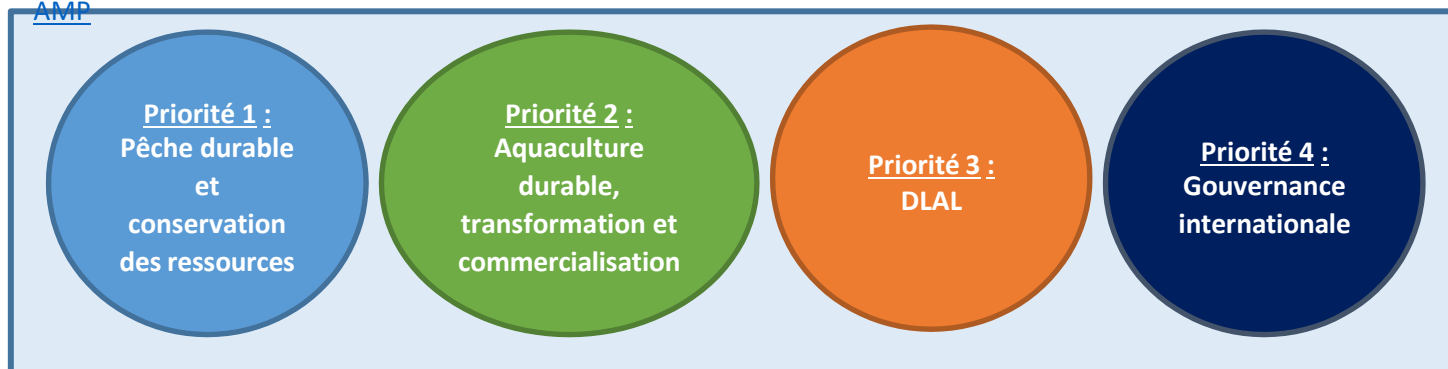 AMP
Priorité 1 :
Pêche durable
et
conservation
des ressources
Priorité 2 :
Aquaculture
durable,
transformation et
commercialisation
Priorité 3 :
DLAL
Priorité 4 :
Gouvernance
internationale